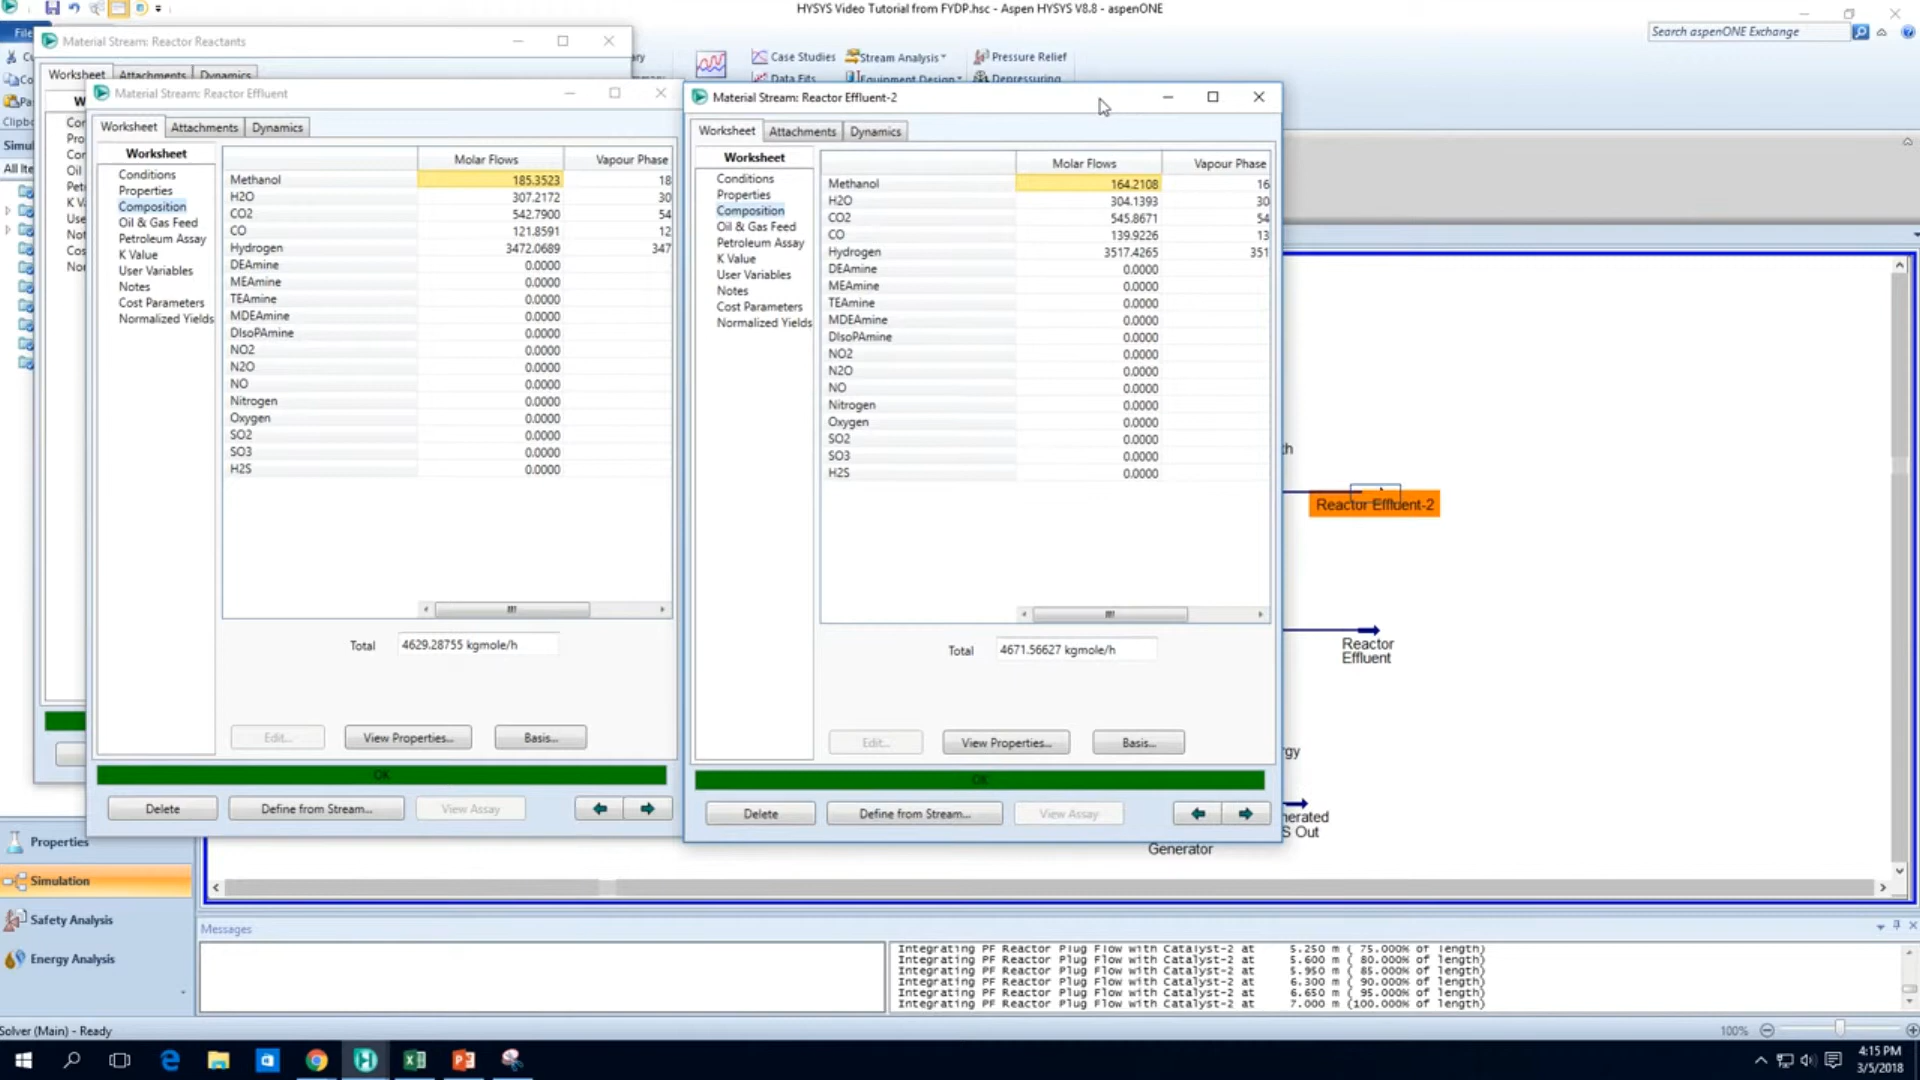 HYSYS Video Tutorial from FYDP.hsc - Aspen HYSYS V8.8 - aspenONE
File
Search aspenONE Exchange
Case Studies
Stream Analysis
Pressure Relief
Data Fits
Equipment Design
Depressuring
Clipb
Simul
All Ite
Material Stream: Reactor Reactants
Worksheet
Attachments
Dynamics
Material Stream: Reactor Effluent
Worksheet Attachments Dynamics
Worksheet
Conditions
Properties
Composition
Oil & Gas Feed
Petroleum Assay
K Value
User Variables
Notes
Cost Parameters
Normalized Yields
Molar Flows Vapour Phase
Methanol 185.3523 18
H2O 307.2172 30
CO2 542.7900 54
CO 121.8591 12
Hydrogen 3472.0689 347
DEAmine 0.0000
MEAmine 0.0000
TEAmine 0.0000
MDEAmine 0.0000
DIsoPAmine 0.0000
NO2 0.0000
N2O 0.0000
NO 0.0000
Nitrogen 0.0000
Oxygen 0.0000
SO2 0.0000
SO3 0.0000
H2S 0.0000
Total 4629.28755 kgmole/h
Edit... View Properties... Basis...
OK
Delete Define from Stream... View Assay
Material Stream: Reactor Effluent-2
Worksheet Attachments Dynamics
Worksheet
Conditions
Properties
Composition
Oil & Gas Feed
Petroleum Assay
K Value
User Variables
Notes
Cost Parameters
Normalized Yields
Molar Flows Vapour Phase
Methanol 164.2108 16
H2O 304.1393 30
CO2 545.8671 54
CO 139.9226 13
Hydrogen 3517.4265 351
DEAmine 0.0000
MEAmine 0.0000
TEAmine 0.0000
MDEAmine 0.0000
DIsoPAmine 0.0000
NO2 0.0000
N2O 0.0000
NO 0.0000
Nitrogen 0.0000
Oxygen 0.0000
SO2 0.0000
SO3 0.0000
H2S 0.0000
Total 4671.56627 kgmole/h
Edit... View Properties... Basis...
OK
Delete Define from Stream... View Assay
Reactor Effluent-2
Reactor
Effluent
Generator
Properties
Simulation
Safety Analysis
Energy Analysis
Messages
Integrating PF Reactor Plug Flow with Catalyst-2 at 5.250 m ( 75.000% of length)
Integrating PF Reactor Plug Flow with Catalyst-2 at 5.600 m ( 80.000% of length)
Integrating PF Reactor Plug Flow with Catalyst-2 at 5.950 m ( 85.000% of length)
Integrating PF Reactor Plug Flow with Catalyst-2 at 6.300 m ( 90.000% of length)
Integrating PF Reactor Plug Flow with Catalyst-2 at 6.650 m ( 95.000% of length)
Integrating PF Reactor Plug Flow with Catalyst-2 at 7.000 m (100.000% of length)
Solver (Main) - Ready
100%
4:15 PM
3/5/2018